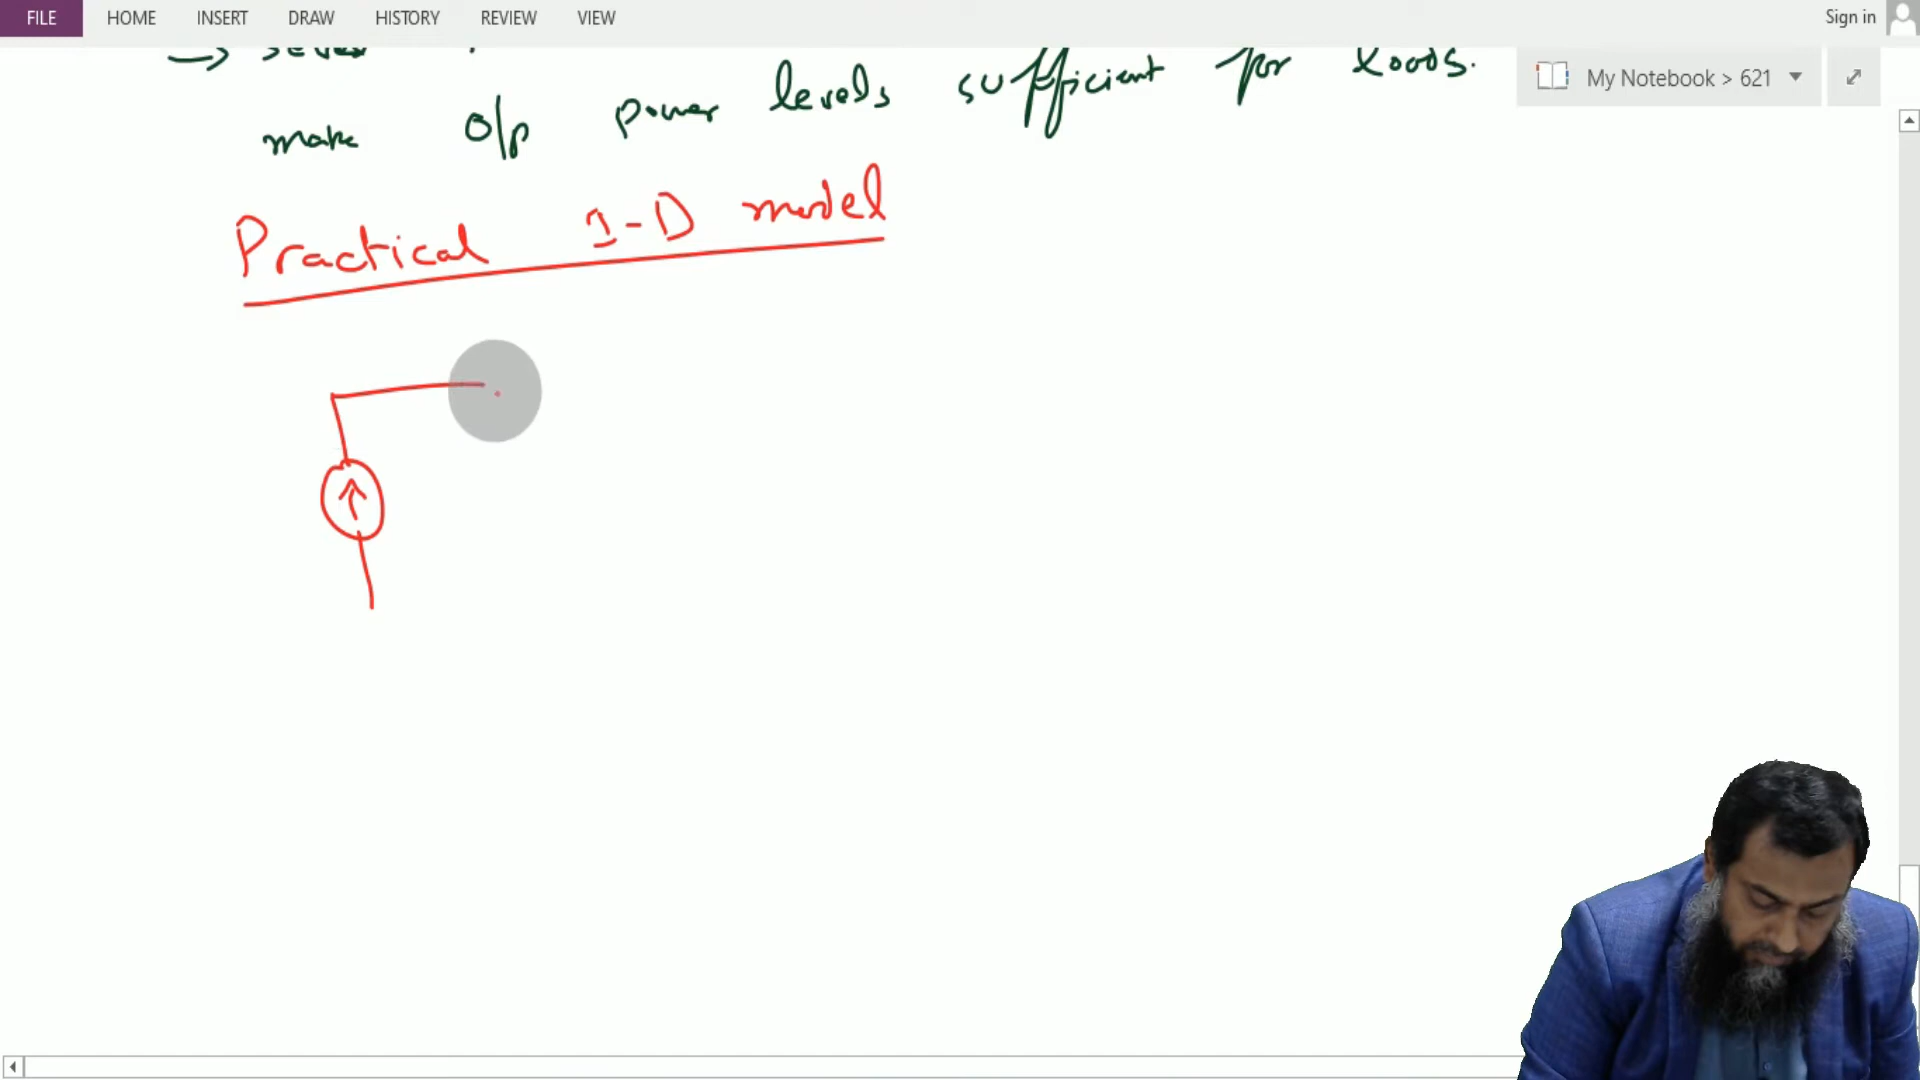 FILE HOME INSERT DRAW HISTORY REVIEW VIEW Sign in
My Notebook > 621
sufficient for loads.
make o/p power levels
Practical 1-D model